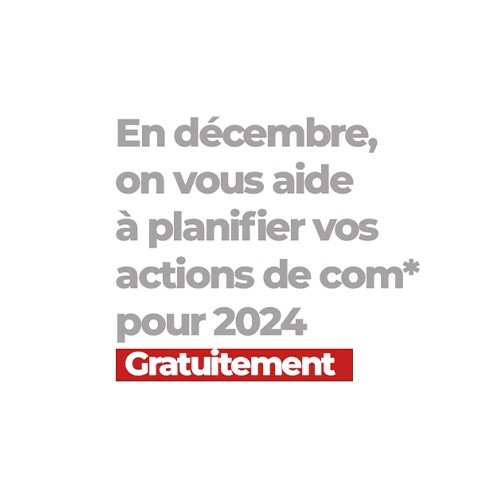 En décembre,
on vous aide
à planifier vos
actions de com*
pour 2024
Gratuitement